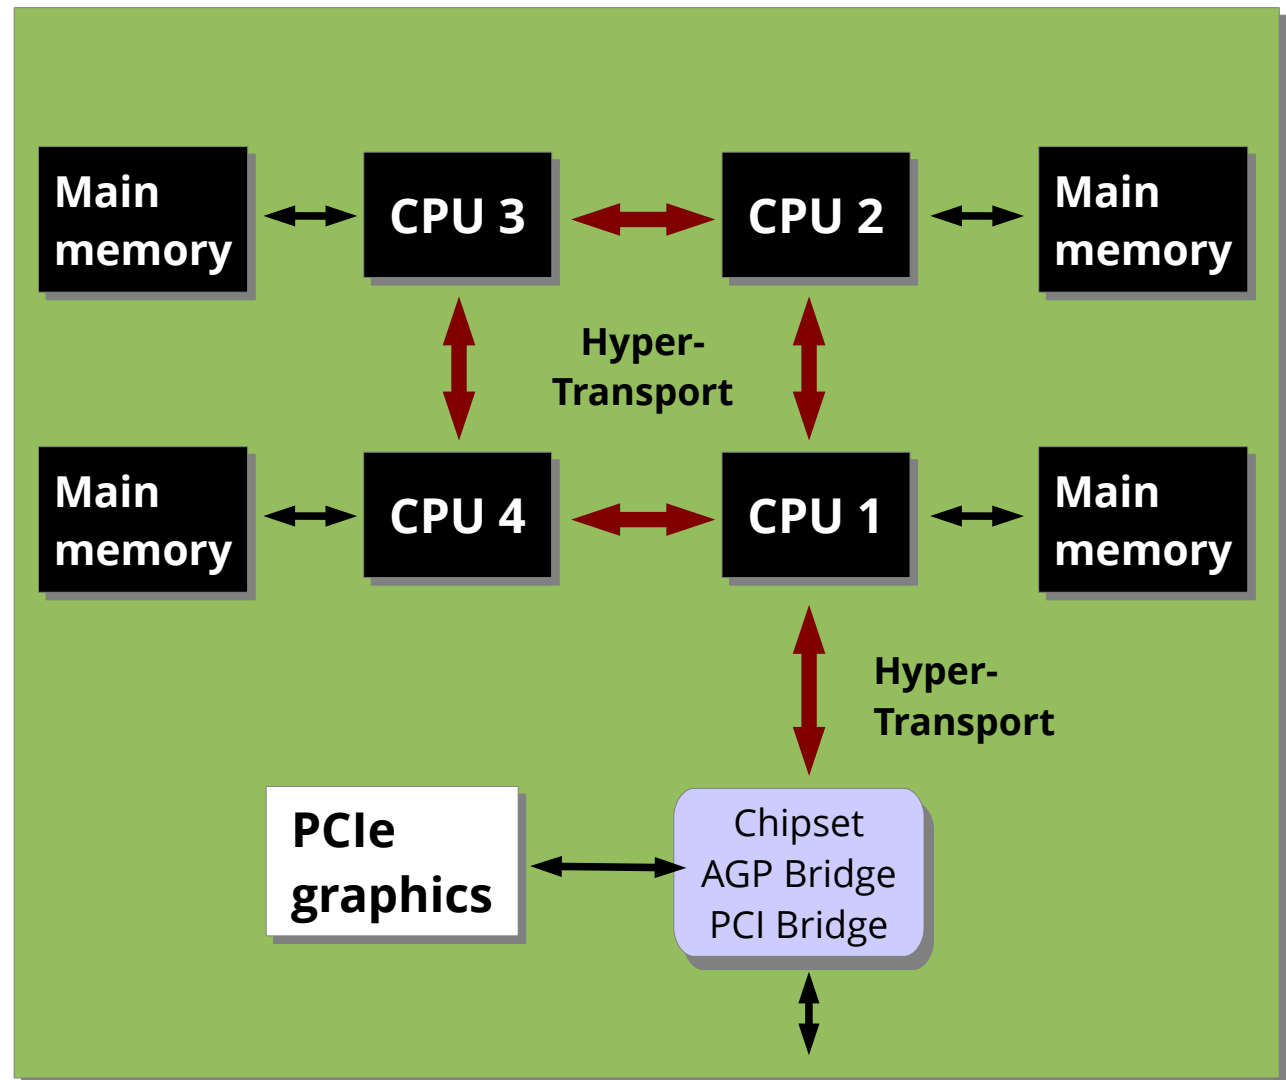 Main
memory
CPU 3
CPU 2
Main
memory
Hyper-
Transport
Main
memory
CPU 4
CPU 1
Main
memory
Hyper-
Transport
PCIe
graphics
Chipset
AGP Bridge
PCI Bridge